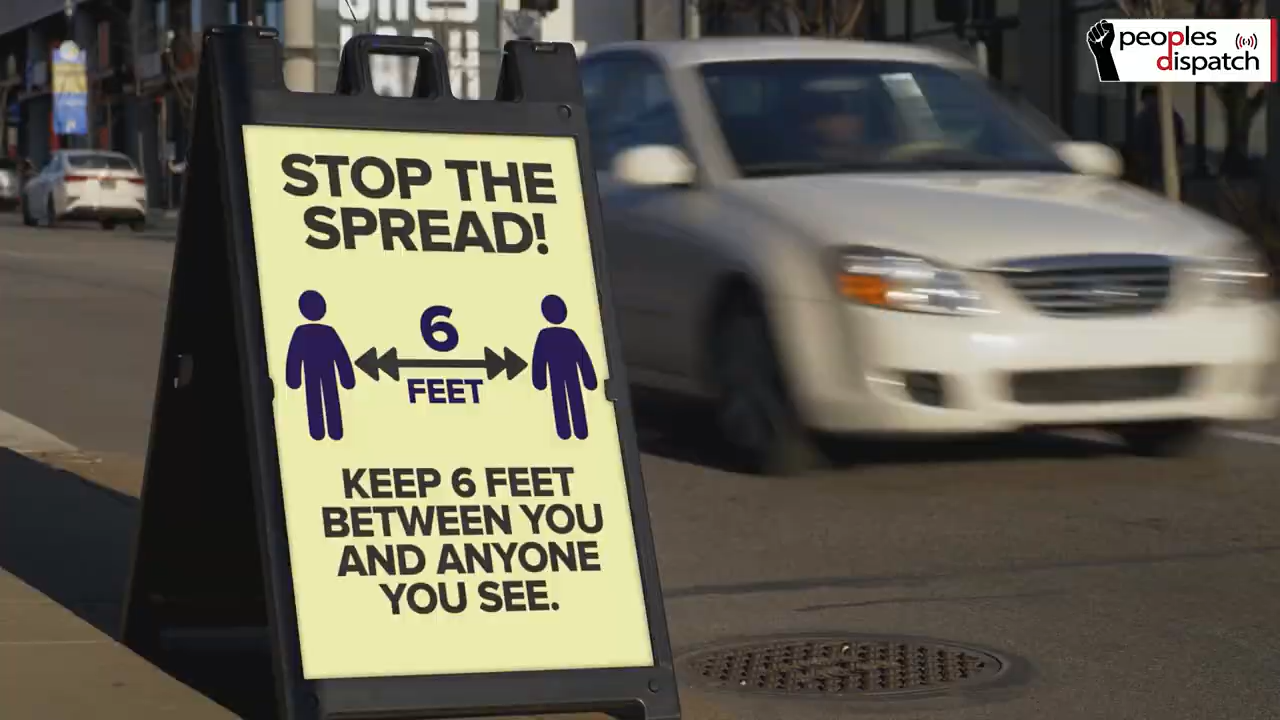 peoples
dispatch
STOP THE
SPREAD!
6
FEET
KEEP 6 FEET
BETWEEN YOU
AND ANYONE
YOU SEE.